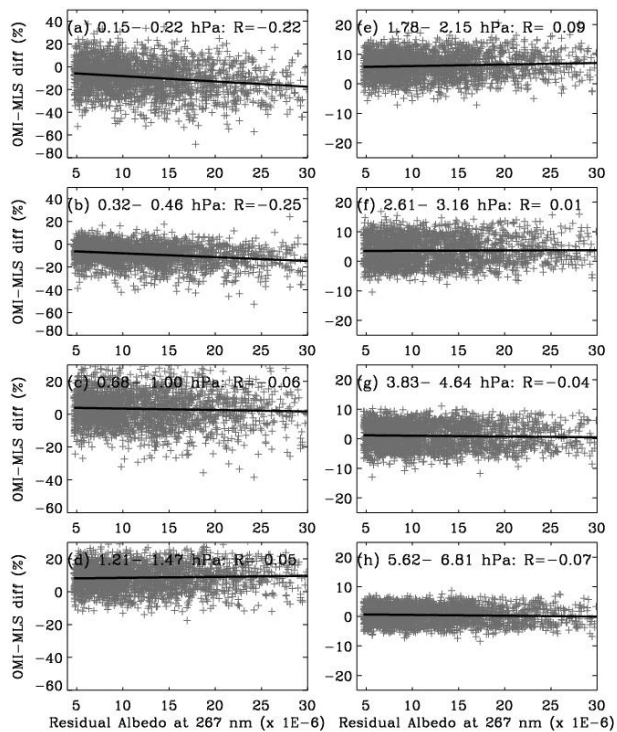 (a) 0.15– 0.22 hPa: R=–0.22
(e) 1.78– 2.15 hPa: R= 0.09
OMI–MLS diff (%)
40
20
0
–20
–40
–60
–80
20
10
0
–10
–20
5 10 15 20 25 30
5 10 15 20 25 30
(b) 0.32– 0.46 hPa: R=–0.25
(f) 2.61– 3.16 hPa: R= 0.01
OMI–MLS diff (%)
40
20
0
–20
–40
–60
–80
20
10
0
–10
–20
5 10 15 20 25 30
5 10 15 20 25 30
(c) 0.68– 1.00 hPa: R=–0.06
(g) 3.83– 4.64 hPa: R=–0.04
OMI–MLS diff (%)
20
0
–20
–40
–60
20
10
0
–10
–20
5 10 15 20 25 30
5 10 15 20 25 30
(d) 1.21– 1.47 hPa: R= 0.05
(h) 5.62– 6.81 hPa: R=–0.07
OMI–MLS diff (%)
20
0
–20
–40
–60
20
10
0
–10
–20
5 10 15 20 25 30
5 10 15 20 25 30
Residual Albedo at 267 nm (x 1E–6)
Residual Albedo at 267 nm (x 1E–6)